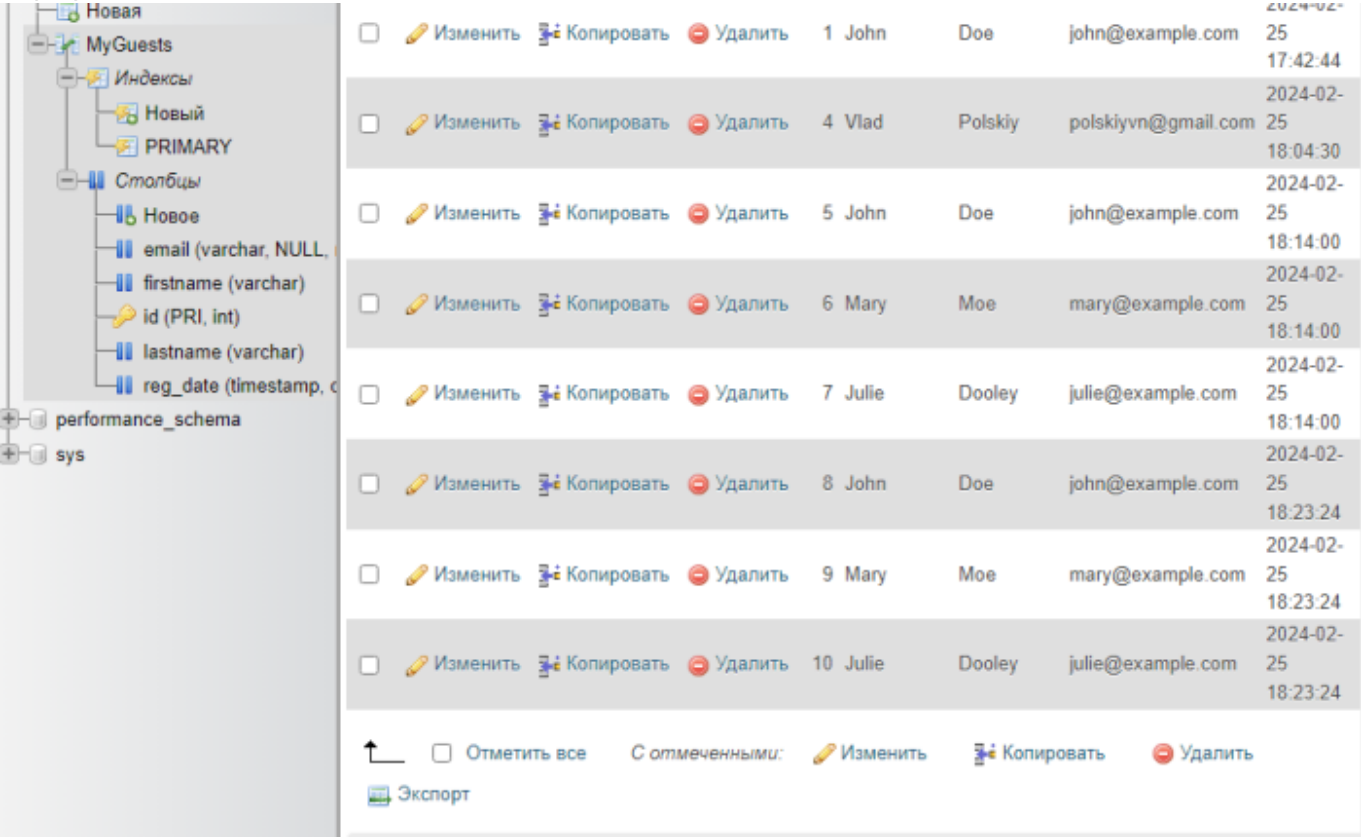 Новая
MyGuests
Индексы
Новый
PRIMARY
Столбцы
Новое
email (varchar, NULL,
firstname (varchar)
id (PRI, int)
lastname (varchar)
reg_date (timestamp,
performance_schema
sys
2024-02-
Изменить Копировать Удалить 1 John Doe john@example.com 25
17:42:44
2024-02-
Изменить Копировать Удалить 4 Vlad Polskiy polskiyvn@gmail.com 25
18:04:30
2024-02-
Изменить Копировать Удалить 5 John Doe john@example.com 25
18:14:00
2024-02-
Изменить Копировать Удалить 6 Mary Moe mary@example.com 25
18:14:00
2024-02-
Изменить Копировать Удалить 7 Julie Dooley julie@example.com 25
18:14:00
2024-02-
Изменить Копировать Удалить 8 John Doe john@example.com 25
18:23:24
2024-02-
Изменить Копировать Удалить 9 Mary Moe mary@example.com 25
18:23:24
2024-02-
Изменить Копировать Удалить 10 Julie Dooley julie@example.com 25
18:23:24
Отметить все С отмеченными: Изменить Копировать Удалить
Экспорт